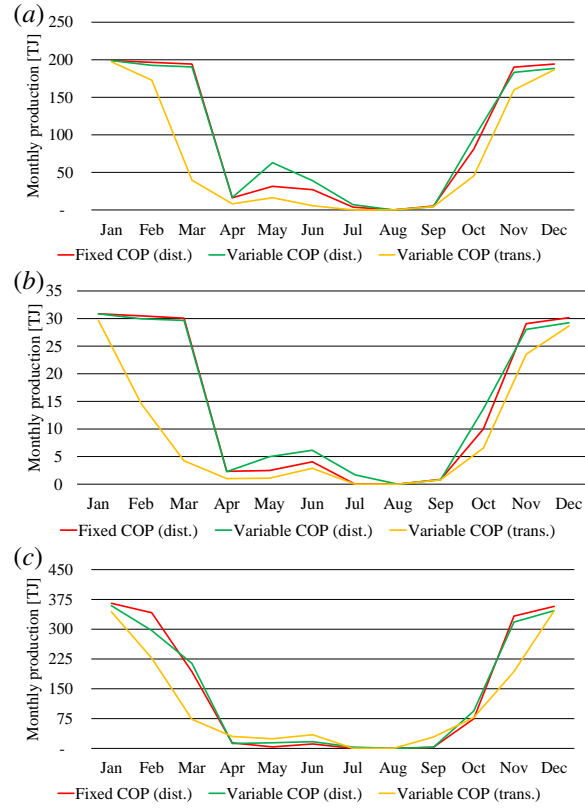 (a)
Monthly production [TJ]
250
200
150
100
50
-
Jan Feb Mar Apr May Jun Jul Aug Sep Oct Nov Dec
Fixed COP (dist.) Variable COP (dist.) Variable COP (trans.)
(b)
Monthly production [TJ]
35
30
25
20
15
10
5
0
Jan Feb Mar Apr May Jun Jul Aug Sep Oct Nov Dec
Fixed COP (dist.) Variable COP (dist.) Variable COP (trans.)
(c)
Monthly production [TJ]
450
375
300
225
150
75
-
Jan Feb Mar Apr May Jun Jul Aug Sep Oct Nov Dec
Fixed COP (dist.) Variable COP (dist.) Variable COP (trans.)